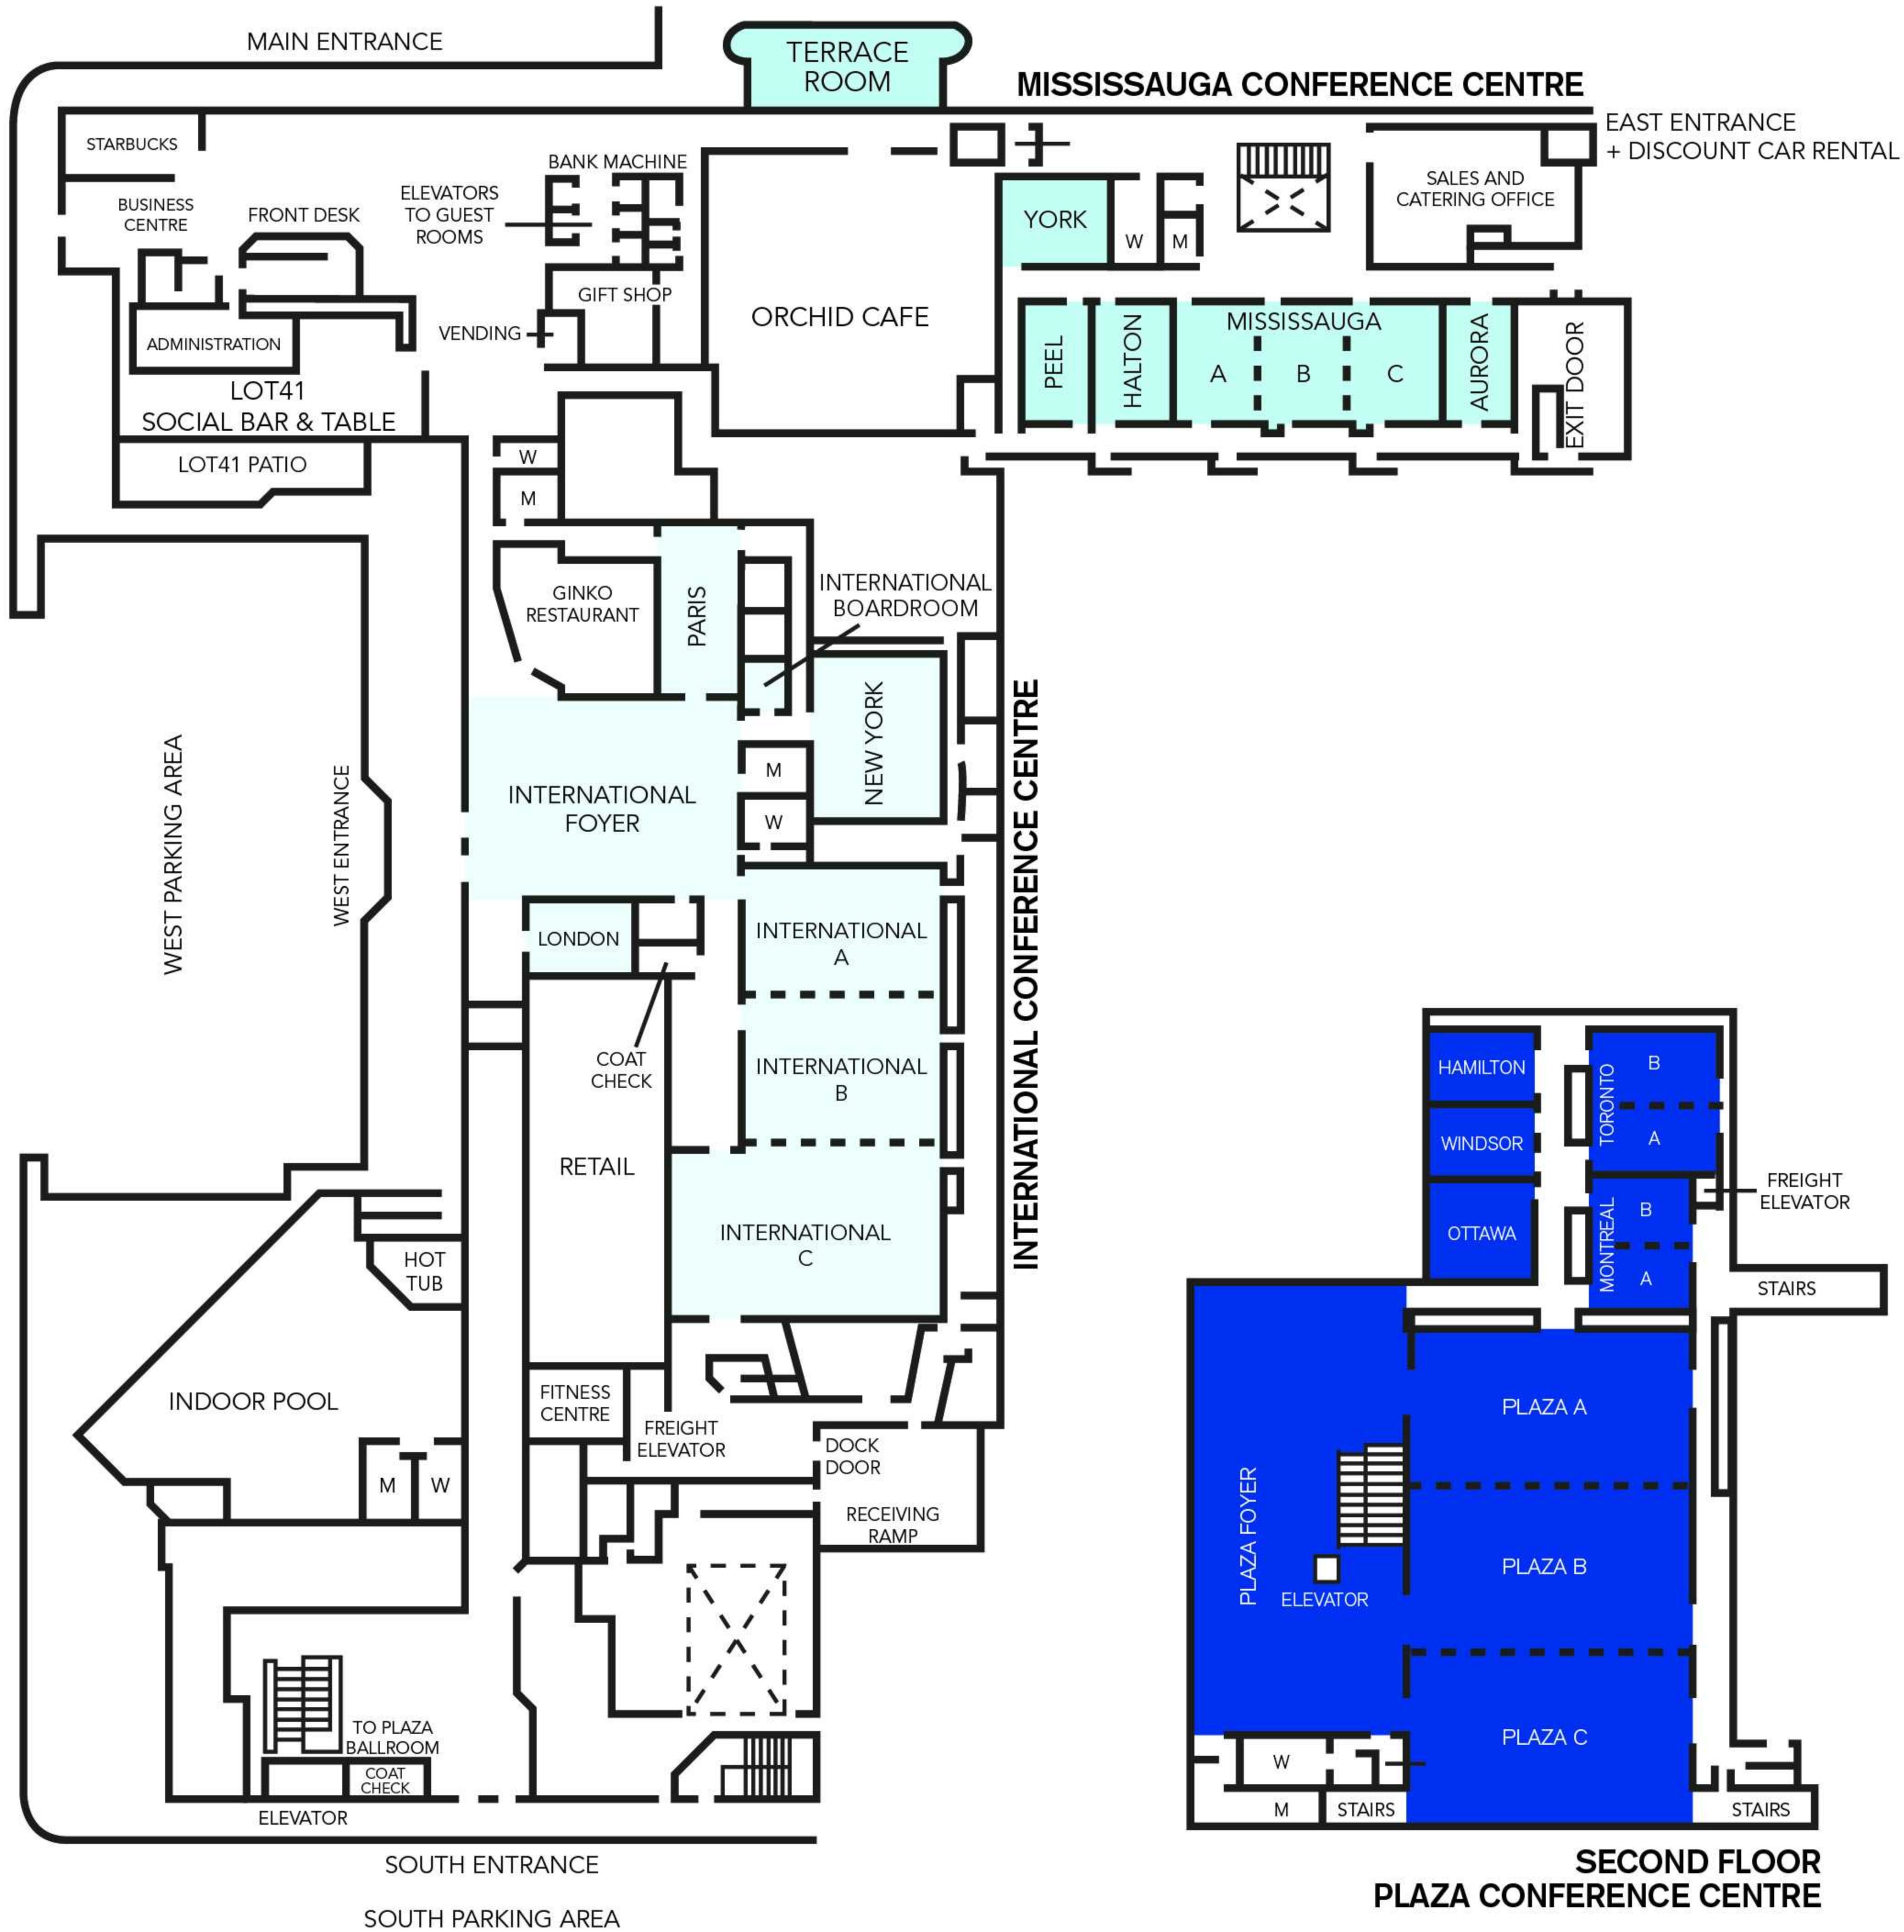 MAIN ENTRANCE
TERRACE
ROOM
MISSISSAUGA CONFERENCE CENTRE
EAST ENTRANCE
+ DISCOUNT CAR RENTAL
STARBUCKS
BUSINESS
CENTRE
FRONT DESK
ELEVATORS
TO GUEST
ROOMS
BANK MACHINE
GIFT SHOP
VENDING
ADMINISTRATION
LOT41
SOCIAL BAR & TABLE
LOT41 PATIO
ORCHID CAFE
YORK
W
M
SALES AND
CATERING OFFICE
PEEL
HALTON
MISSISSAUGA
A
B
C
AURORA
EXIT DOOR
W
M
GINKO
RESTAURANT
PARIS
INTERNATIONAL
BOARDROOM
NEW YORK
INTERNATIONAL
FOYER
M
W
WEST PARKING AREA
WEST ENTRANCE
LONDON
COAT
CHECK
INTERNATIONAL
A
INTERNATIONAL
B
INTERNATIONAL
C
INTERNATIONAL CONFERENCE CENTRE
RETAIL
HOT
TUB
INDOOR POOL
M
W
FITNESS
CENTRE
FREIGHT
ELEVATOR
DOCK
DOOR
RECEIVING
RAMP
TO PLAZA
BALLROOM
COAT
CHECK
ELEVATOR
SOUTH ENTRANCE
SOUTH PARKING AREA
HAMILTON
WINDSOR
OTTAWA
TORONTO
B
A
MONTREAL
B
A
FREIGHT
ELEVATOR
STAIRS
PLAZA FOYER
ELEVATOR
PLAZA A
PLAZA B
PLAZA C
W
M
STAIRS
STAIRS
SECOND FLOOR
PLAZA CONFERENCE CENTRE